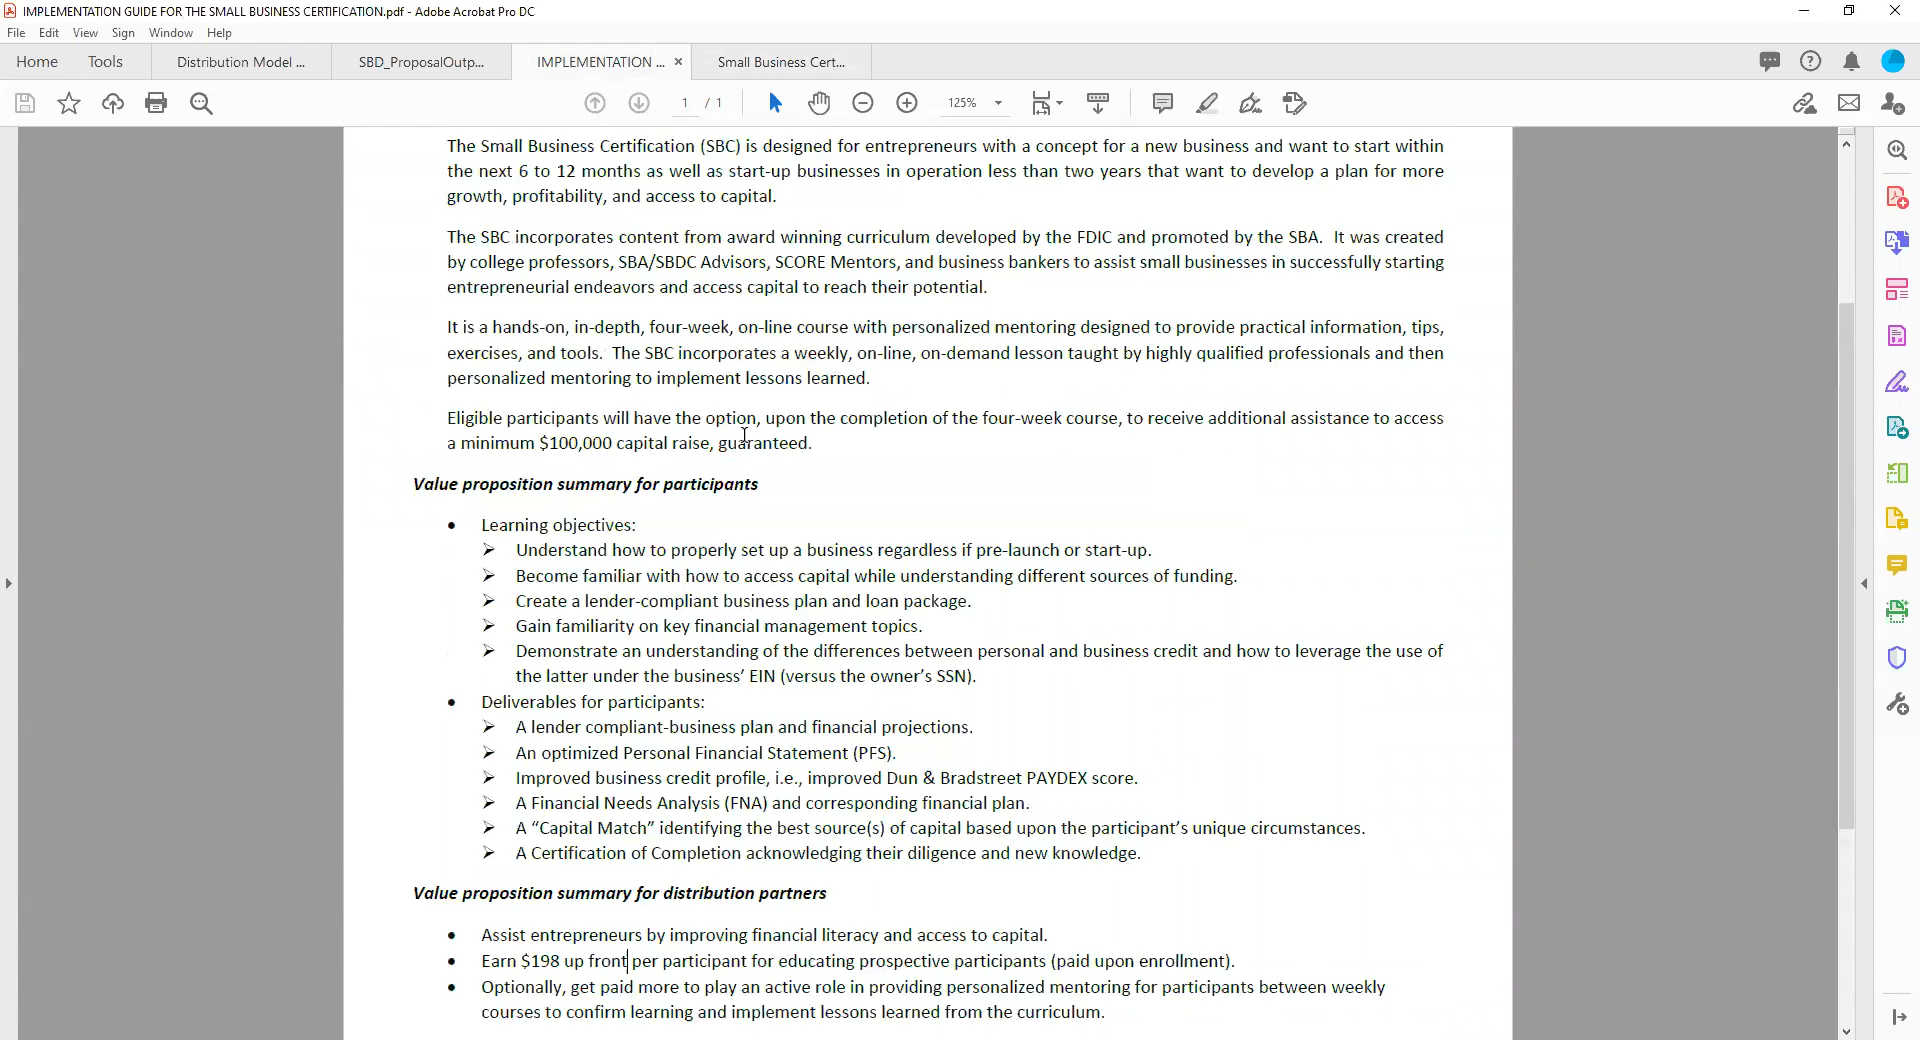 IMPLEMENTATION GUIDE FOR THE SMALL BUSINESS CERTIFICATION.pdf - Adobe Acrobat Pro DC
File Edit View Sign Window Help
Home Tools Distribution Model ... SBD_ProposalOutp... IMPLEMENTATION ... × Small Business Cert...
1 / 1 125%
The Small Business Certification (SBC) is designed for entrepreneurs with a concept for a new business and want to start within
the next 6 to 12 months as well as start-up businesses in operation less than two years that want to develop a plan for more
growth, profitability, and access to capital.
The SBC incorporates content from award winning curriculum developed by the FDIC and promoted by the SBA. It was created
by college professors, SBA/SBDC Advisors, SCORE Mentors, and business bankers to assist small businesses in successfully starting
entrepreneurial endeavors and access capital to reach their potential.
It is a hands-on, in-depth, four-week, on-line course with personalized mentoring designed to provide practical information, tips,
exercises, and tools. The SBC incorporates a weekly, on-line, on-demand lesson taught by highly qualified professionals and then
personalized mentoring to implement lessons learned.
Eligible participants will have the option, upon the completion of the four-week course, to receive additional assistance to access
a minimum $100,000 capital raise, guaranteed.
Value proposition summary for participants
• Learning objectives:
➢ Understand how to properly set up a business regardless if pre-launch or start-up.
➢ Become familiar with how to access capital while understanding different sources of funding.
➢ Create a lender-compliant business plan and loan package.
➢ Gain familiarity on key financial management topics.
➢ Demonstrate an understanding of the differences between personal and business credit and how to leverage the use of
the latter under the business’ EIN (versus the owner’s SSN).
• Deliverables for participants:
➢ A lender compliant-business plan and financial projections.
➢ An optimized Personal Financial Statement (PFS).
➢ Improved business credit profile, i.e., improved Dun & Bradstreet PAYDEX score.
➢ A Financial Needs Analysis (FNA) and corresponding financial plan.
➢ A “Capital Match” identifying the best source(s) of capital based upon the participant’s unique circumstances.
➢ A Certification of Completion acknowledging their diligence and new knowledge.
Value proposition summary for distribution partners
• Assist entrepreneurs by improving financial literacy and access to capital.
• Earn $198 up front per participant for educating prospective participants (paid upon enrollment).
• Optionally, get paid more to play an active role in providing personalized mentoring for participants between weekly
courses to confirm learning and implement lessons learned from the curriculum.